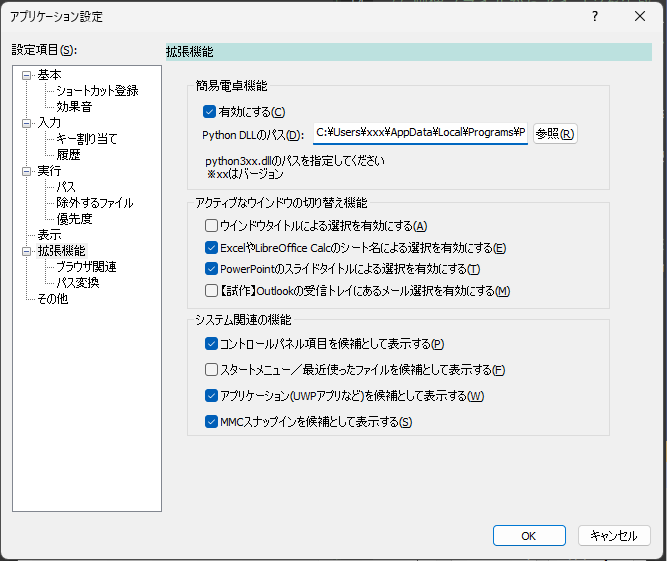 アプリケーション設定
設定項目(S):
基本
ショートカット登録
効果音
入力
キー割り当て
履歴
実行
パス
除外するファイル
優先度
表示
拡張機能
ブラウザ関連
パス変換
その他
拡張機能
簡易電卓機能
有効にする(C)
Python DLLのパス(D): C:¥Users¥xxx¥AppData¥Local¥Programs¥P 参照(R)
python3xx.dllのパスを指定してください
※xxはバージョン
アクティブなウインドウの切り替え機能
ウインドウタイトルによる選択を有効にする(A)
ExcelやLibreOffice Calcのシート名による選択を有効にする(E)
PowerPointのスライドタイトルによる選択を有効にする(T)
【試作】Outlookの受信トレイにあるメール選択を有効にする(M)
システム関連の機能
コントロールパネル項目を候補として表示する(P)
スタートメニュー／最近使ったファイルを候補として表示する(F)
アプリケーション(UWPアプリなど)を候補として表示する(W)
MMCスナップインを候補として表示する(S)
OK キャンセル